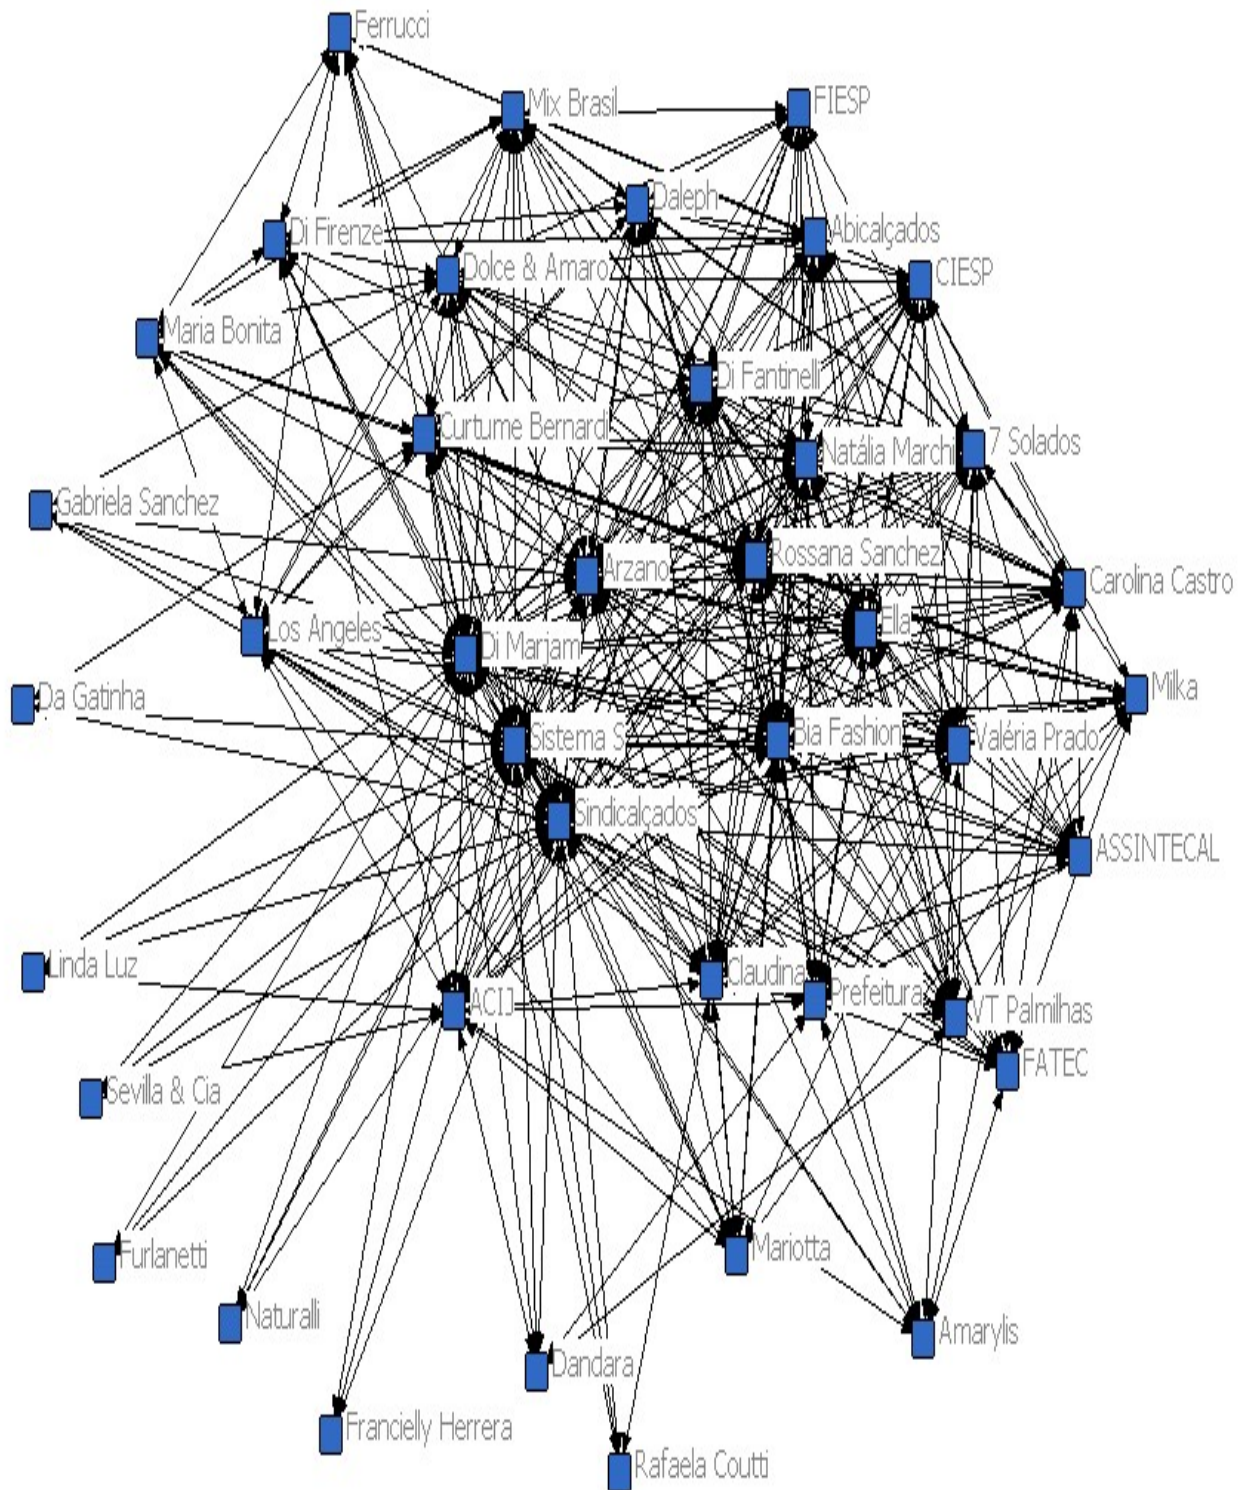 Ferrucci
Mix Brasil
FIESP
Daleph
Di Firenze
Abicalçados
Dolce & Amaro
CIESP
Maria Bonita
Di Fantinelli
Curtume Bernardi
Natália Marchi
7 Solados
Gabriela Sanchez
Arzano
Rossana Sanchez
Carolina Castro
Los Angeles
Di Mariani
Ella
Da Gatinha
Milka
Sistema S
Bia Fashion
Valéria Prado
Sindicalçados
ASSINTECAL
Linda Luz
ACIJ
Claudina
Prefeitura
VT Palmilhas
FATEC
Sevilla & Cia
Furlanetti
Mariotta
Naturalli
Amarylis
Dandara
Francielly Herrera
Rafaela Coutti